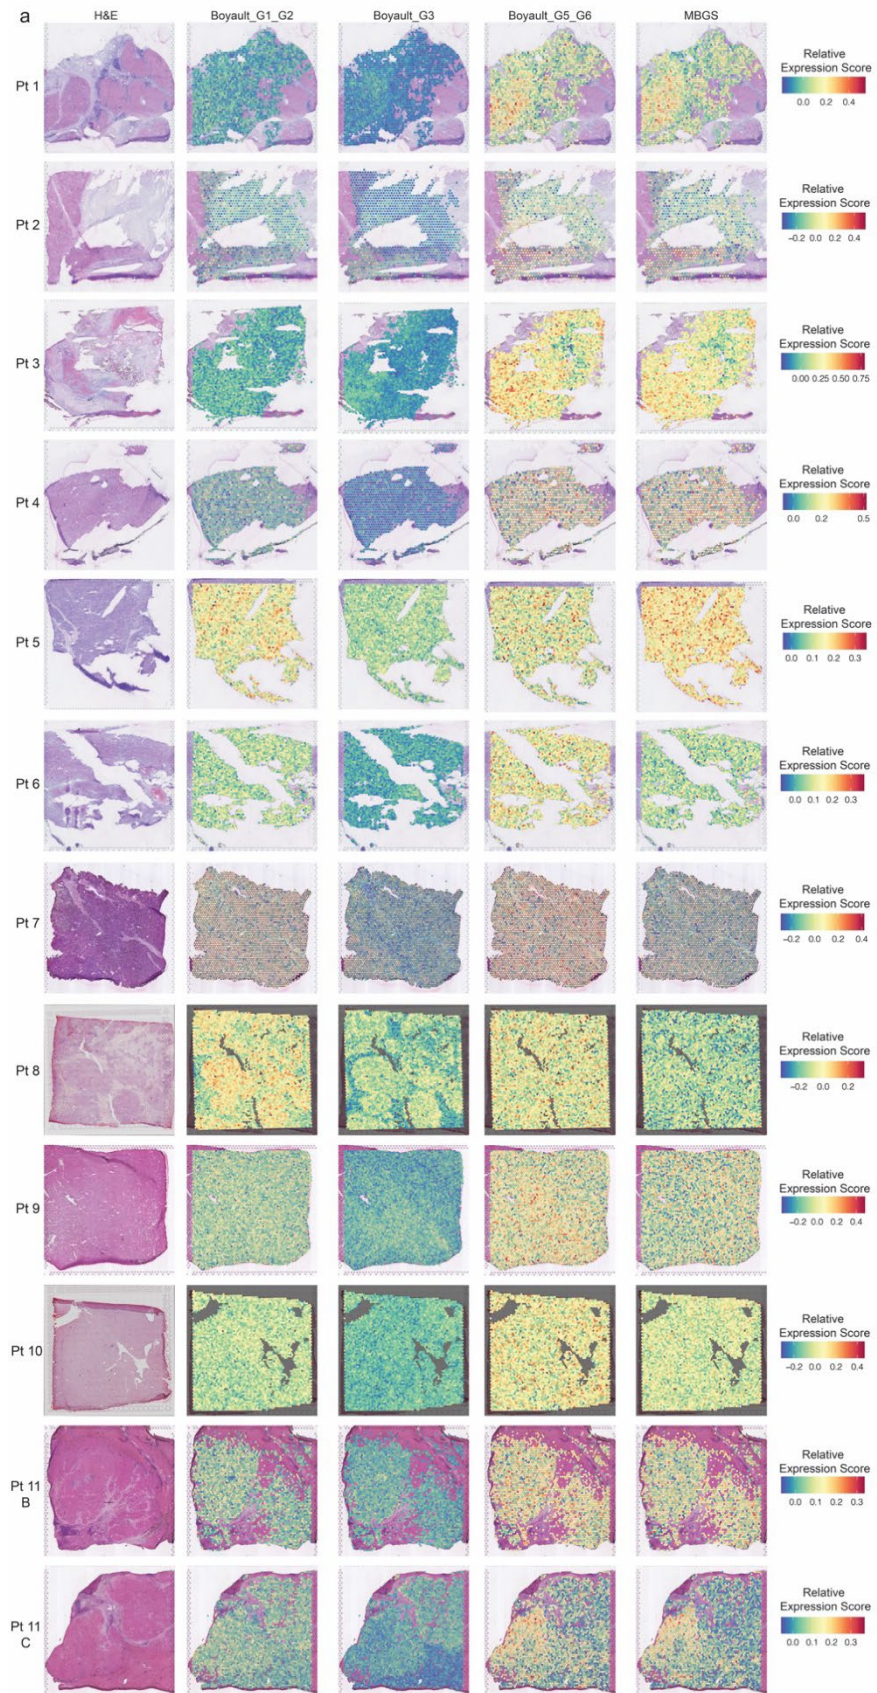 a
H&E Boyault_G1_G2 Boyault_G3 Boyault_G5_G6 MBGS
Pt 1
Relative
Expression Score
0.0 0.2 0.4
Pt 2
Relative
Expression Score
−0.2 0.0 0.2 0.4
Pt 3
Relative
Expression Score
0.00 0.25 0.50 0.75
Pt 4
Relative
Expression Score
0.0 0.2 0.5
Pt 5
Relative
Expression Score
0.0 0.1 0.2 0.3
Pt 6
Relative
Expression Score
0.0 0.1 0.2 0.3
Pt 7
Relative
Expression Score
−0.2 0.0 0.2 0.4
Pt 8
Relative
Expression Score
−0.2 0.0 0.2
Pt 9
Relative
Expression Score
−0.2 0.0 0.2 0.4
Pt 10
Relative
Expression Score
−0.2 0.0 0.2 0.4
Pt 11
B
Relative
Expression Score
0.0 0.1 0.2 0.3
Pt 11
C
Relative
Expression Score
0.0 0.1 0.2 0.3